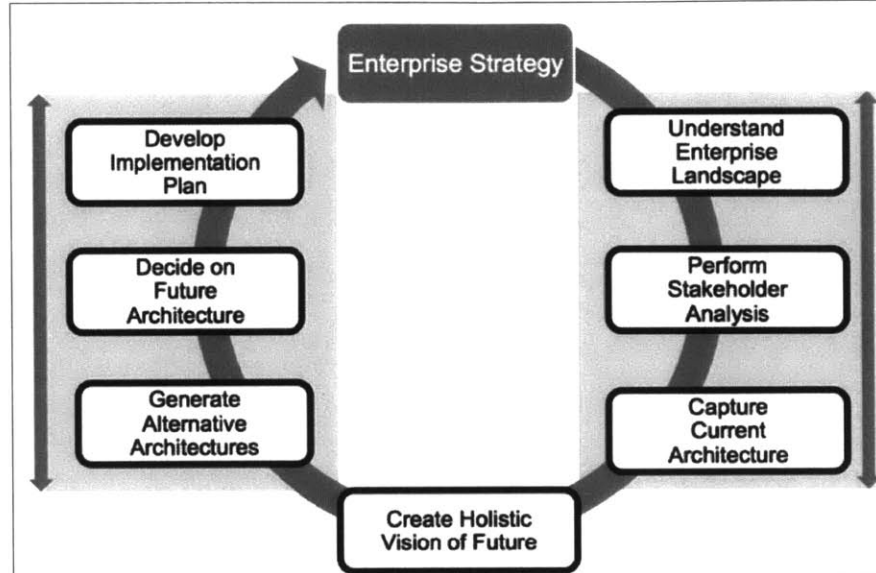 Enterprise Strategy
Understand
Enterprise
Landscape
Perform
Stakeholder
Analysis
Capture
Current
Architecture
Create Holistic
Vision of Future
Generate
Alternative
Architectures
Decide on
Future
Architecture
Develop
Implementation
Plan